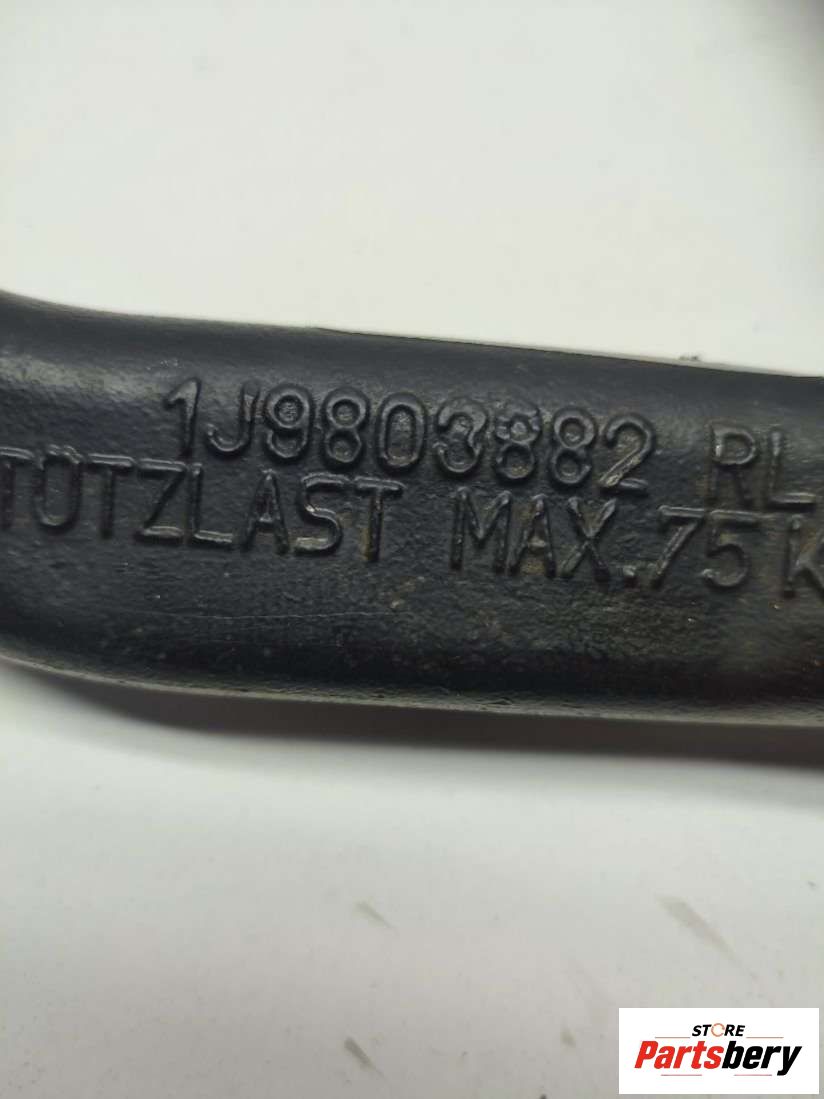 1J9803882 RL
TÜTZLAST MAX.75 K
STORE
Partsbery